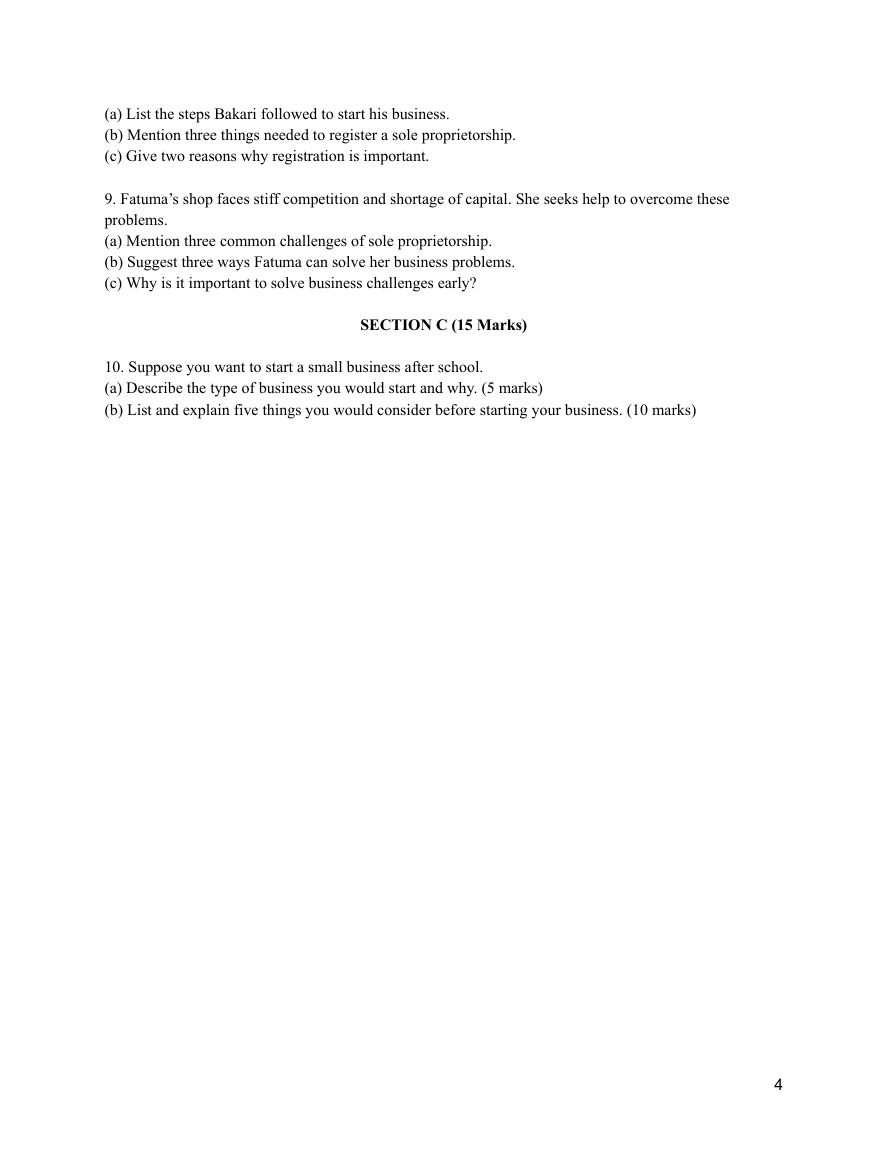 (a) List the steps Bakari followed to start his business.
(b) Mention three things needed to register a sole proprietorship.
(c) Give two reasons why registration is important.
9. Fatuma’s shop faces stiff competition and shortage of capital. She seeks help to overcome these
problems.
(a) Mention three common challenges of sole proprietorship.
(b) Suggest three ways Fatuma can solve her business problems.
(c) Why is it important to solve business challenges early?
SECTION C (15 Marks)
10. Suppose you want to start a small business after school.
(a) Describe the type of business you would start and why. (5 marks)
(b) List and explain five things you would consider before starting your business. (10 marks)
4